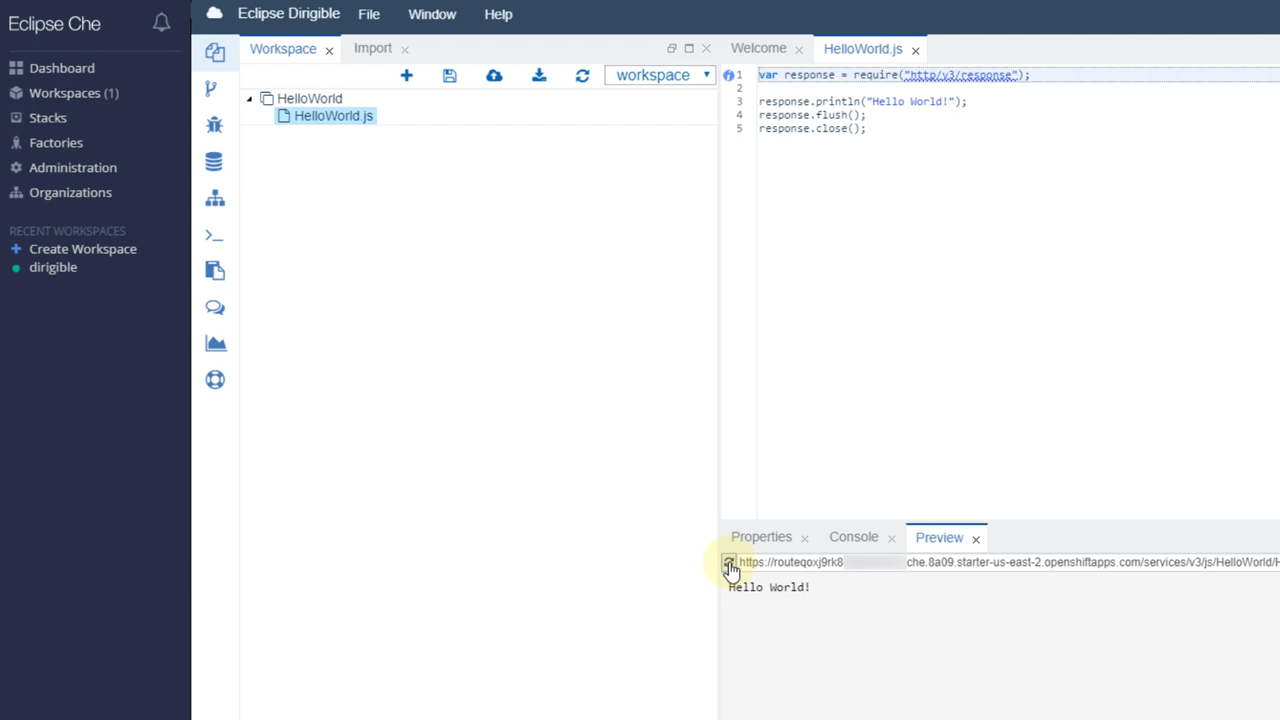 Eclipse Che
Dashboard
Workspaces (1)
Stacks
Factories
Administration
Organizations
RECENT WORKSPACES
Create Workspace
dirigible
Eclipse Dirigible File Window Help
Workspace Import
workspace
HelloWorld
HelloWorld.js
Welcome HelloWorld.js
1 var response = require("http/v3/response");
2
3 response.println("Hello World!");
4 response.flush();
5 response.close();
Properties Console Preview
https://routeqoxj9rk8 che.8a09.starter-us-east-2.openshiftapps.com/services/v3/js/HelloWorld/H
Hello World!